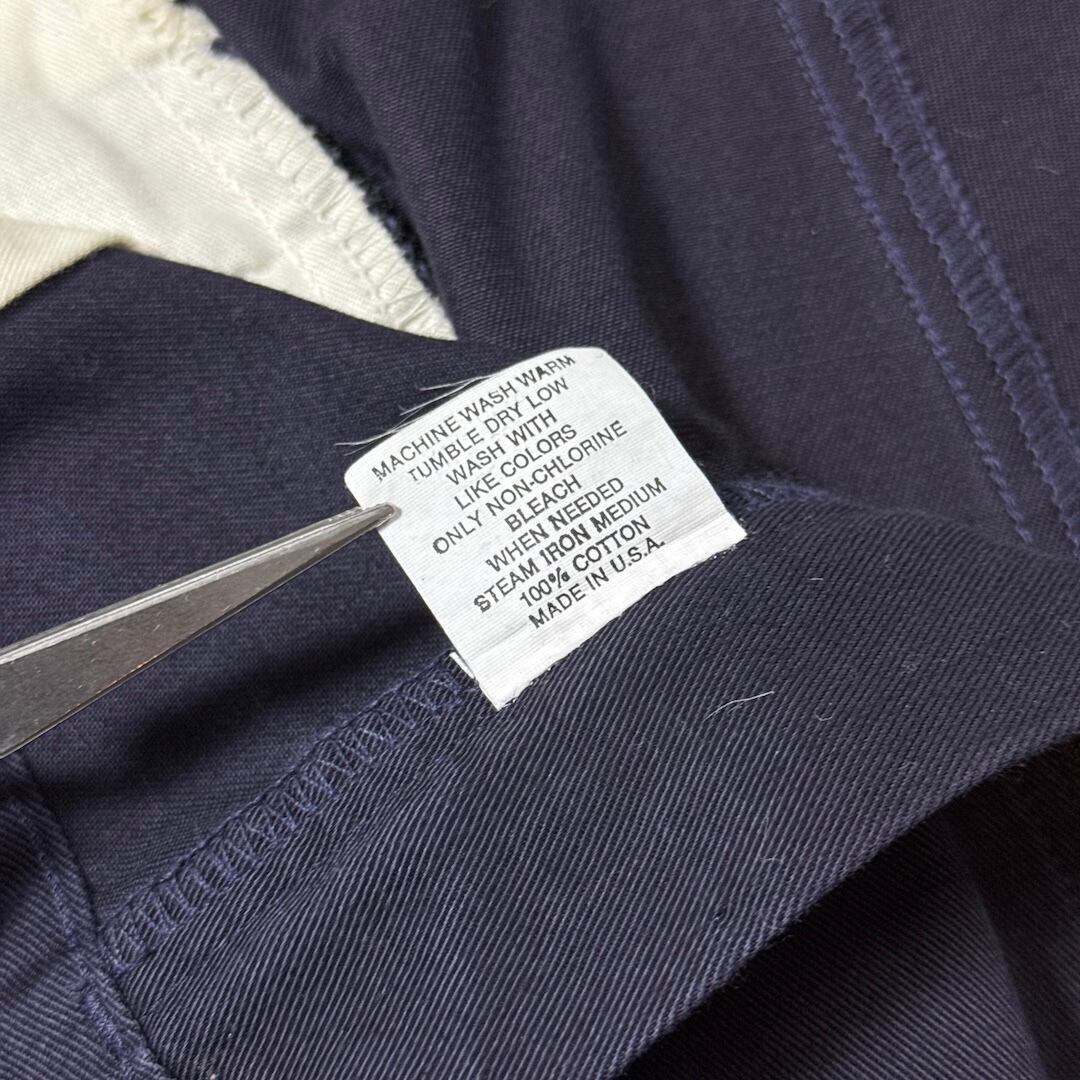 MACHINE WASH WARM
TUMBLE DRY LOW
WASH WITH
LIKE COLORS
ONLY NON-CHLORINE
BLEACH
WHEN NEEDED
STEAM IRON MEDIUM
100% COTTON
MADE IN U.S.A.